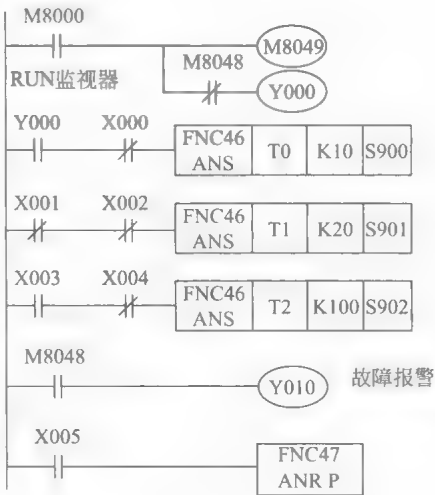 M8000
M8049
RUN监视器
M8048
Y000
Y000 X000
FNC46 ANS T0 K10 S900
X001 X002
FNC46 ANS T1 K20 S901
X003 X004
FNC46 ANS T2 K100 S902
M8048
Y010 故障报警
X005
FNC47
ANR P